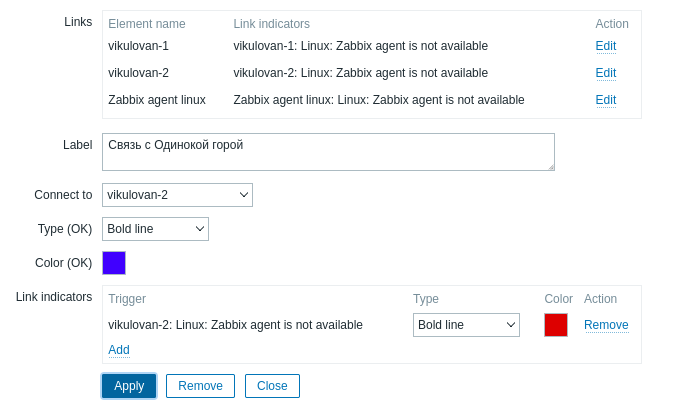 Links Element name Link indicators Action
vikulovan-1 vikulovan-1: Linux: Zabbix agent is not available Edit
vikulovan-2 vikulovan-2: Linux: Zabbix agent is not available Edit
Zabbix agent linux Zabbix agent linux: Linux: Zabbix agent is not available Edit
Label Связь с Одинокой горой
Connect to vikulovan-2
Type (OK) Bold line
Color (OK)
Link indicators Trigger Type Color Action
vikulovan-2: Linux: Zabbix agent is not available Bold line Remove
Add
Apply Remove Close